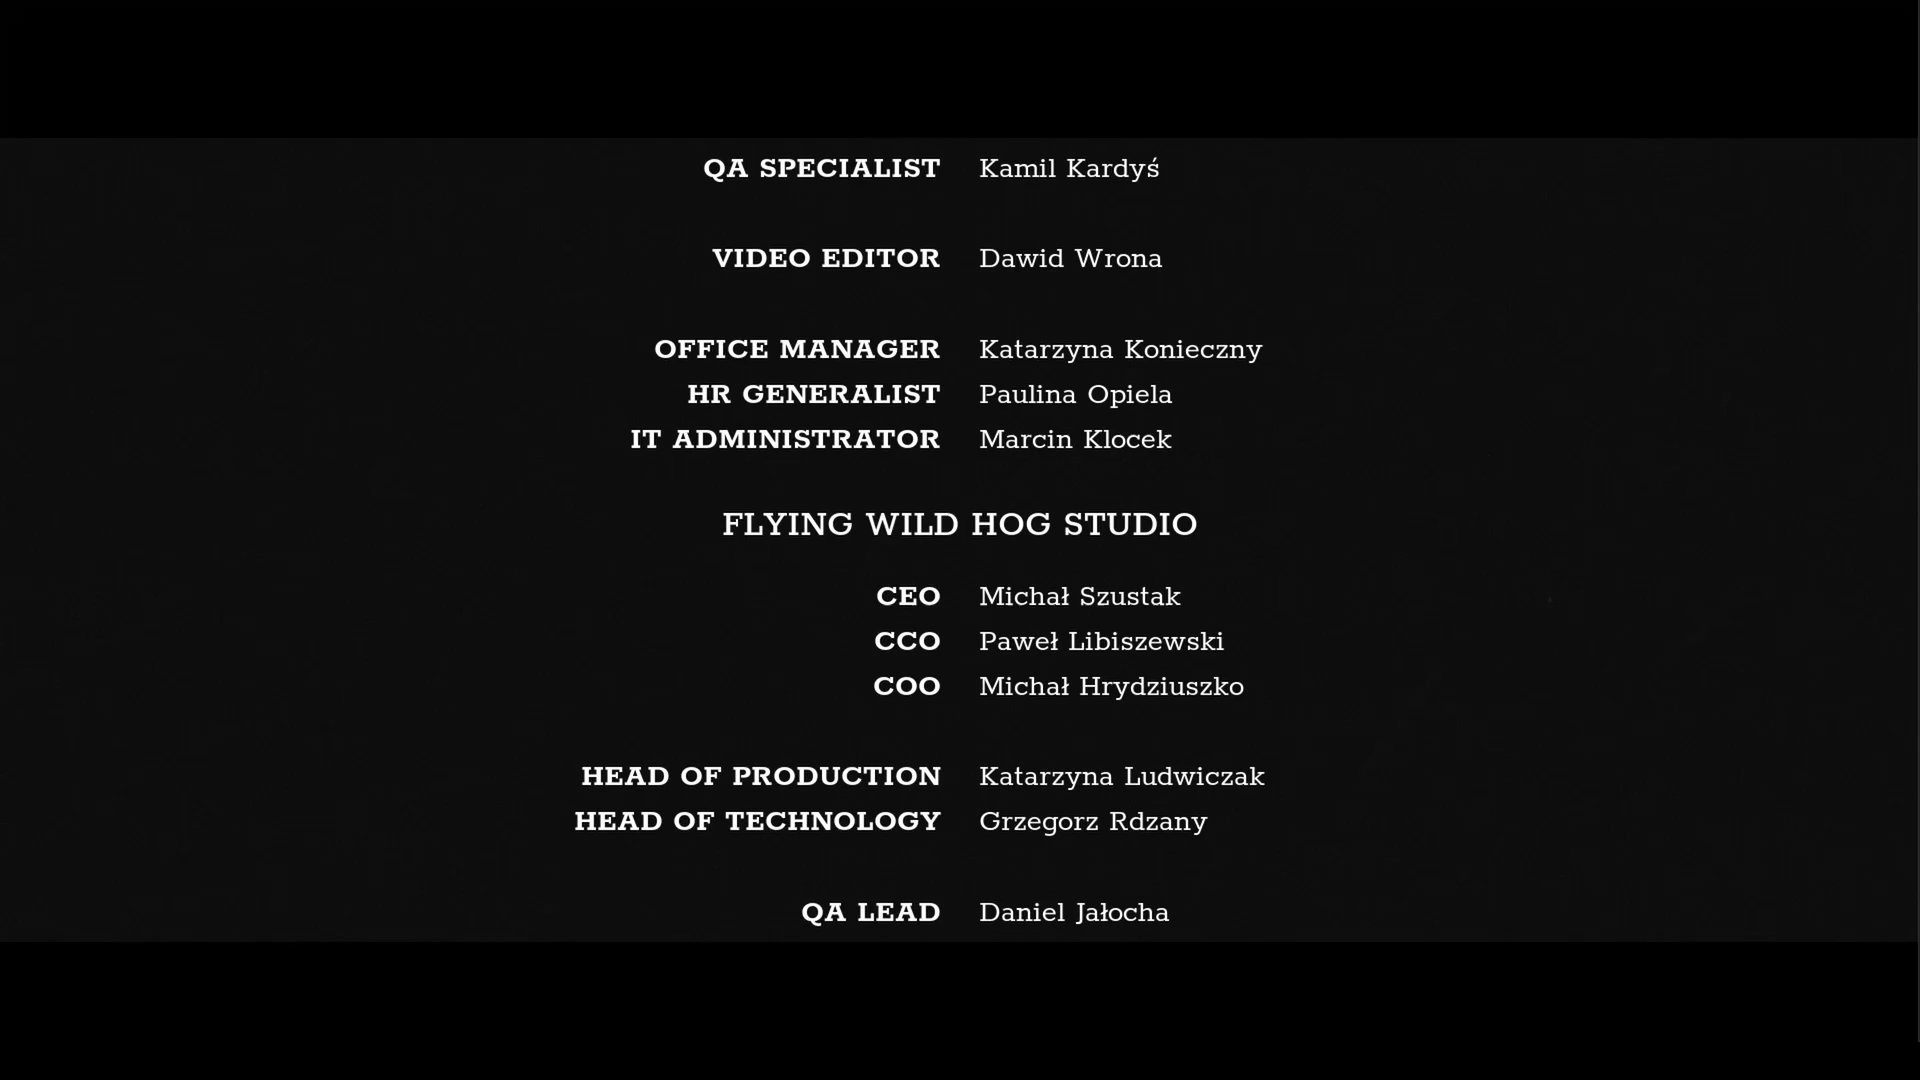 QA SPECIALIST Kamil Kardyś
VIDEO EDITOR Dawid Wrona
OFFICE MANAGER Katarzyna Konieczny
HR GENERALIST Paulina Opiela
IT ADMINISTRATOR Marcin Klocek
FLYING WILD HOG STUDIO
CEO Michał Szustak
CCO Paweł Libiszewski
COO Michał Hrydziuszko
HEAD OF PRODUCTION Katarzyna Ludwiczak
HEAD OF TECHNOLOGY Grzegorz Rdzany
QA LEAD Daniel Jałocha